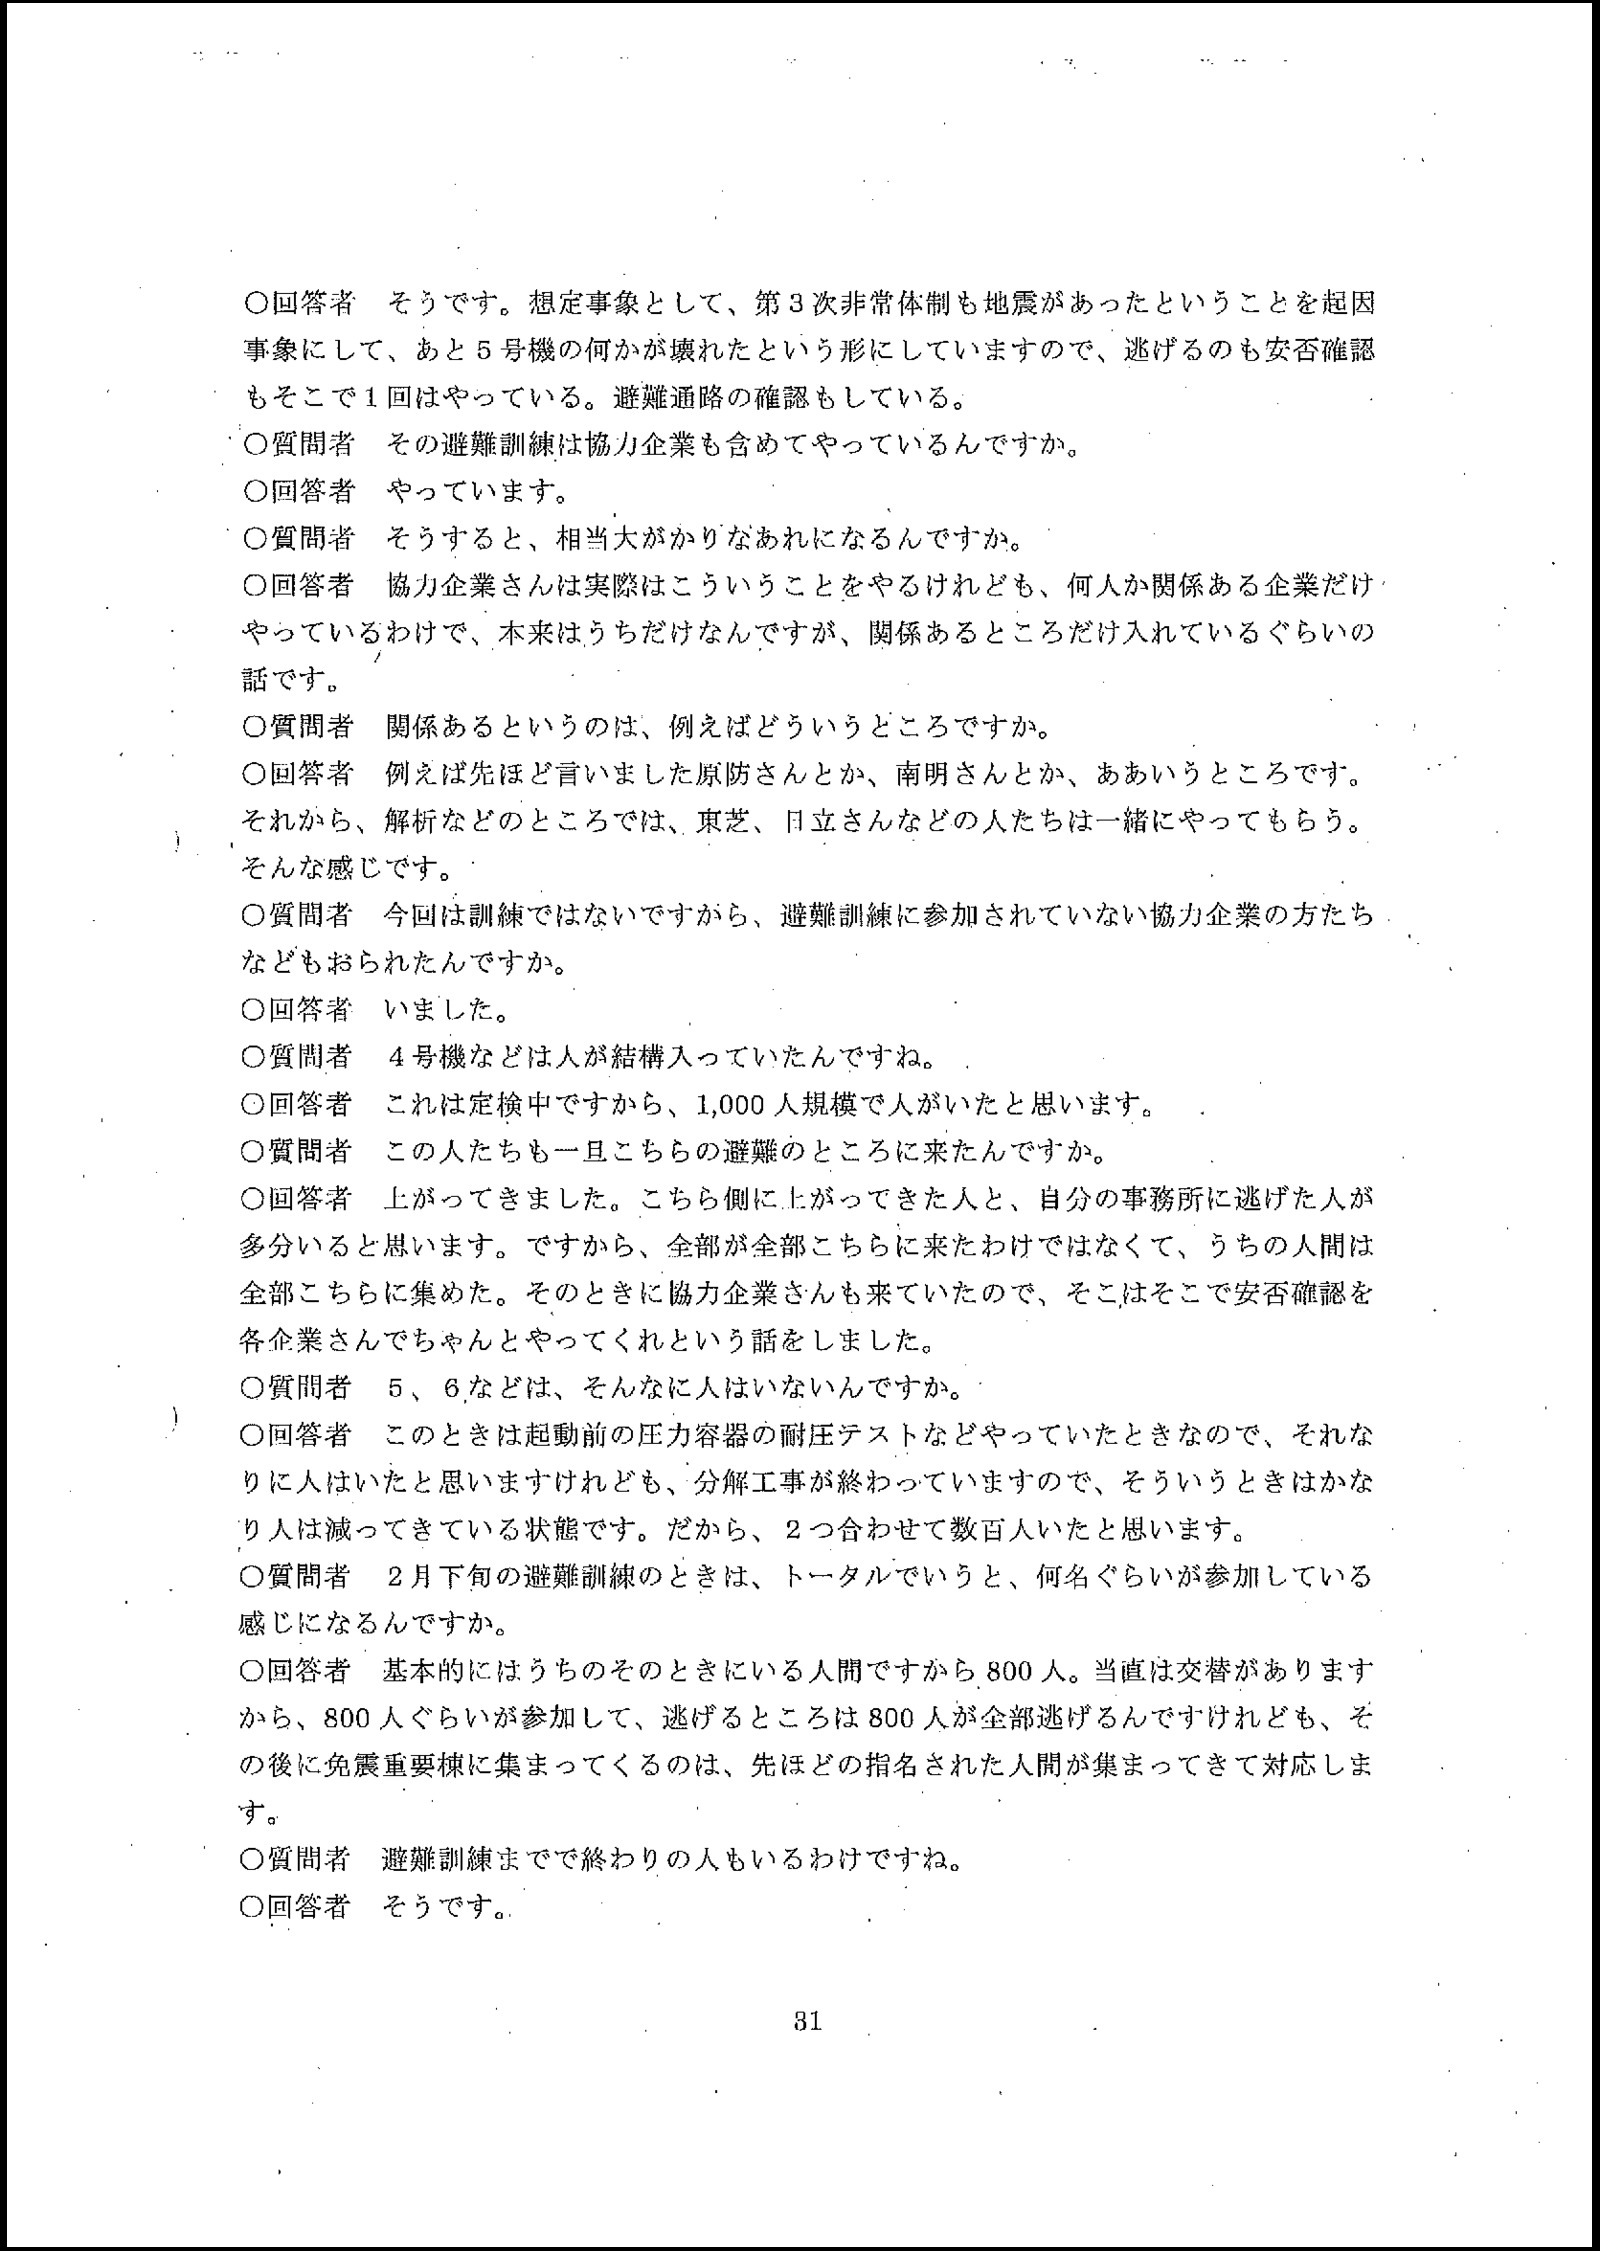 ○回答者　そうです。想定事象として、第3次非常体制も地震があったということを起因
事象にして、あと5号機の何かが壊れたという形にしていますので、逃げるのも安否確認
もそこで1回はやっている。避難通路の確認もしている。
○質問者　その避難訓練は協力企業も含めてやっているんですか。
○回答者　やっています。
○質問者　そうすると、相当大がかりなあれになるんですか。
○回答者　協力企業さんは実際はこういうことをやるけれども、何人か関係ある企業だけ
やっているわけで、本来はうちだけなんですが、関係あるところだけ入れているぐらいの
話です。
○質問者　関係あるというのは、例えばどういうところですか。
○回答者　例えば先ほど言いました原防さんとか、南明さんとか、ああいうところです。
それから、解析などのところでは、東芝、日立さんなどの人たちは一緒にやってもらう。
そんな感じです。
○質問者　今回は訓練ではないですから、避難訓練に参加されていない協力企業の方たち
などもおられたんですか。
○回答者　いました。
○質問者　4号機などは人が結構入っていたんですね。
○回答者　これは定検中ですから、1,000人規模で人がいたと思います。
○質問者　この人たちも一旦こちらの避難のところに来たんですか。
○回答者　上がってきました。こちら側に上がってきた人と、自分の事務所に逃げた人が
多分いると思います。ですから、全部が全部こちらに来たわけではなくて、うちの人間は
全部こちらに集めた。そのときに協力企業さんも来ていたので、そこはそこで安否確認を
各企業さんでちゃんとやってくれという話をしました。
○質問者　5、6などは、そんなに人はいないんですか。
○回答者　このときは起動前の圧力容器の耐圧テストなどやっていたときなので、それな
りに人はいたと思いますけれども、分解工事が終わっていますので、そういうときはかな
り人は減ってきている状態です。だから、2つ合わせて数百人いたと思います。
○質問者　2月下旬の避難訓練のときは、トータルでいうと、何名ぐらいが参加している
感じになるんですか。
○回答者　基本的にはうちのそのときにいる人間ですから800人。当直は交替があります
から、800人ぐらいが参加して、逃げるところは800人が全部逃げるんですけれども、そ
の後に免震重要棟に集まってくるのは、先ほどの指名された人間が集まってきて対応しま
す。
○質問者　避難訓練までで終わりの人もいるわけですね。
○回答者　そうです。
31